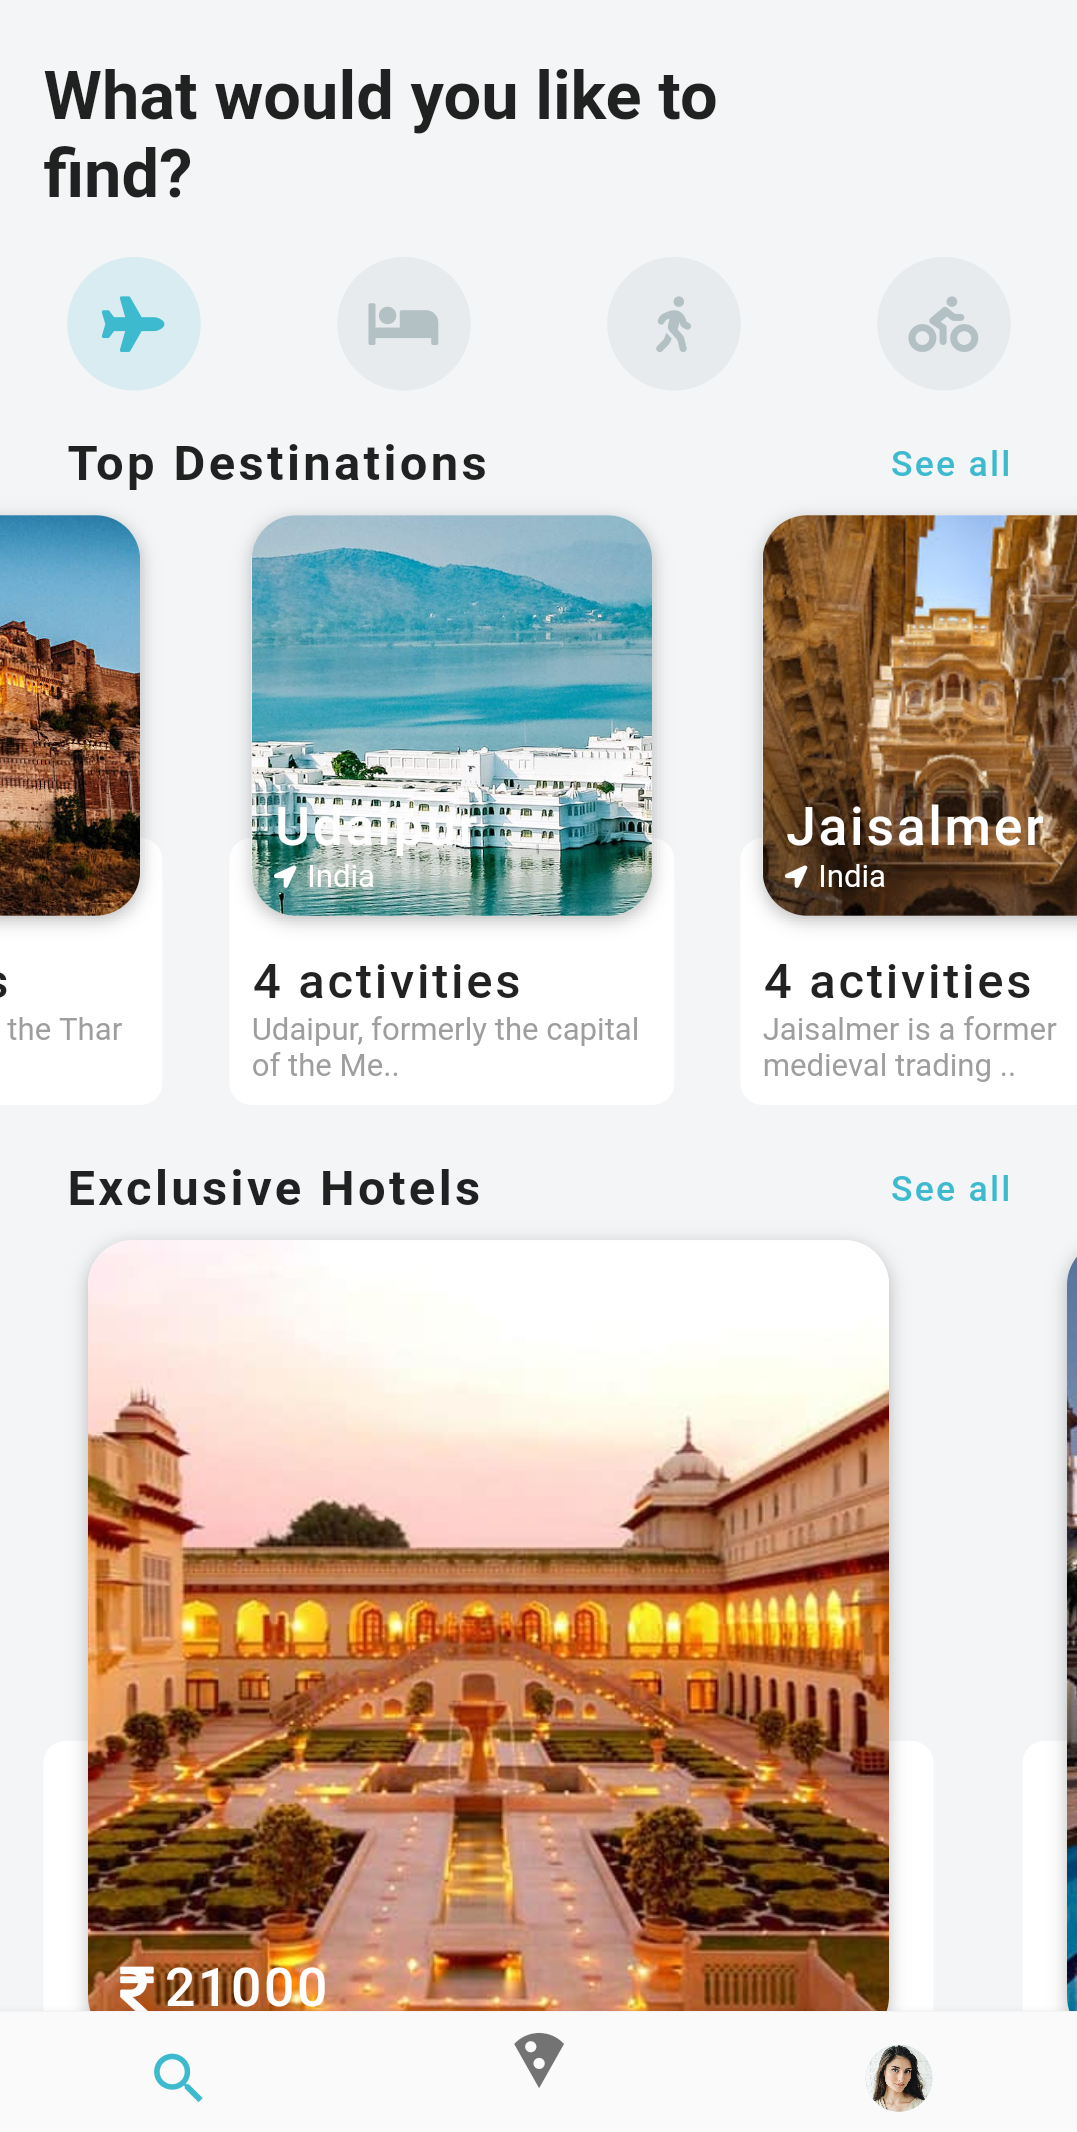 What would you like to
find?
Top Destinations
See all
Udaipur
India
Jaisalmer
India
s
4 activities
4 activities
the Thar
Udaipur, formerly the capital
of the Me..
Jaisalmer is a former
medieval trading ..
Exclusive Hotels
See all
₹21000